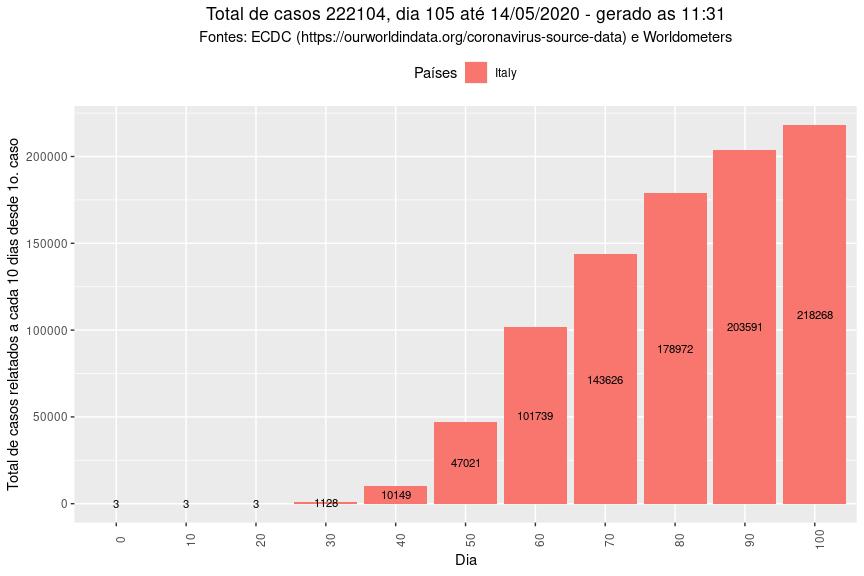 Total de casos 222104, dia 105 até 14/05/2020 - gerado as 11:31
Fontes: ECDC (https://ourworldindata.org/coronavirus-source-data) e Worldometers
Países Italy
Total de casos relatados a cada 10 dias desde 1o. caso
200000
150000
100000
50000
0
3 3 3 1128 10149 47021 101739 143626 178972 203591 218268
0 10 20 30 40 50 60 70 80 90 100
Dia